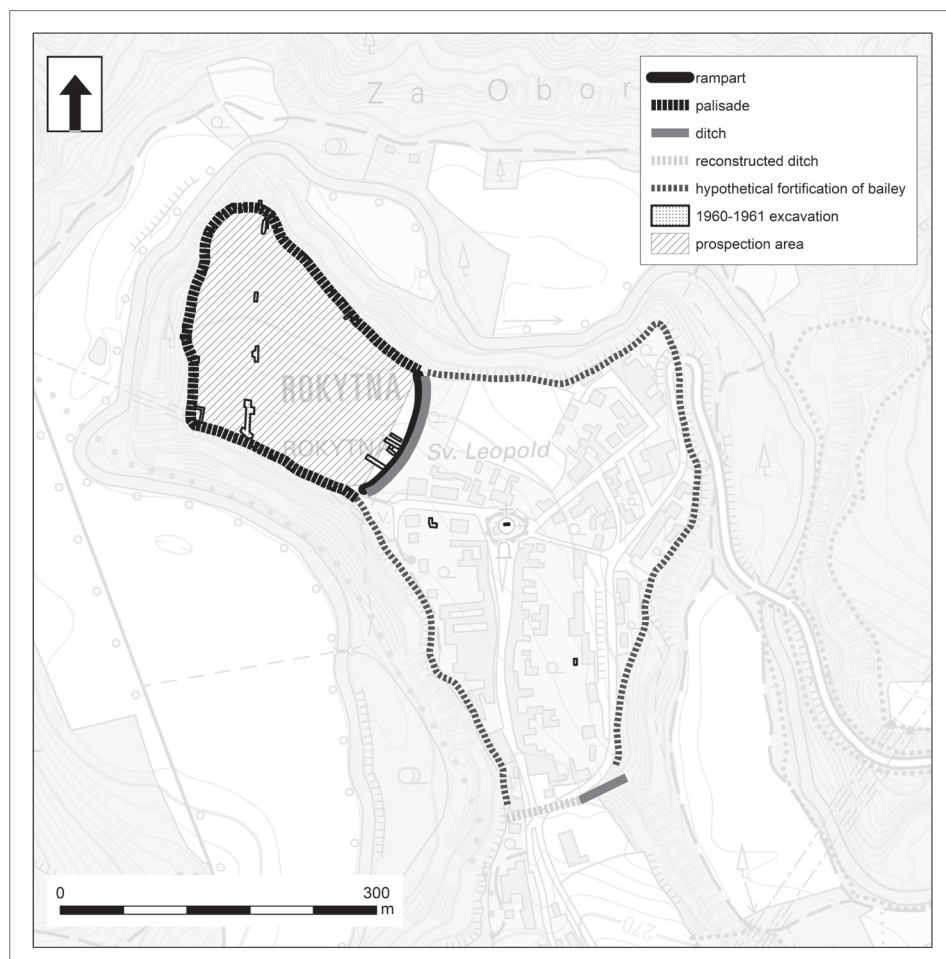 Za Obor
rampart
palisade
ditch
reconstructed ditch
hypothetical fortification of bailey
1960-1961 excavation
prospection area
ROKYTNÁ
ROKYTNÁ
Sv. Leopold
270
0 300
m